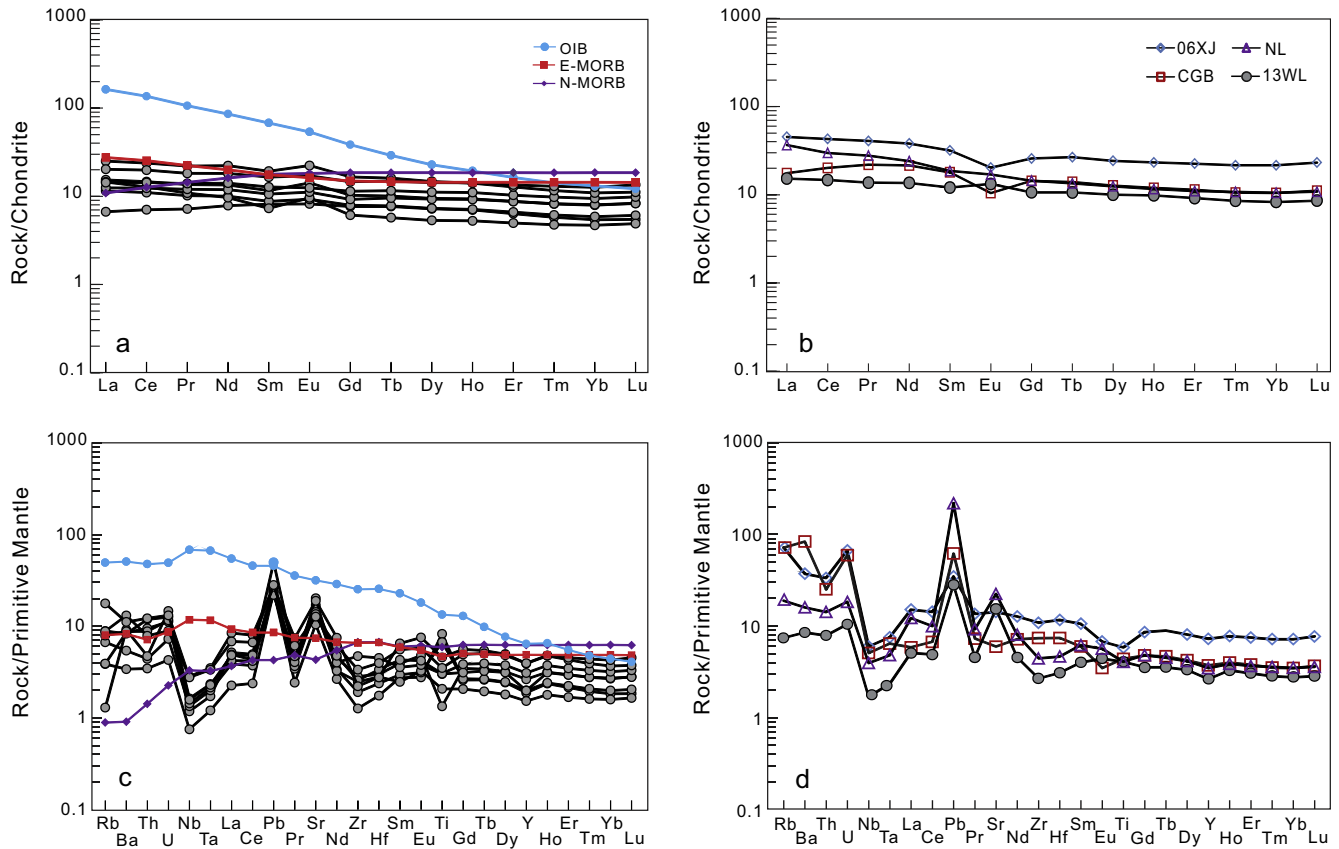 1000
100
10
1
0.1
Rock/Chondrite
OIB
E-MORB
N-MORB
a
La Ce Pr Nd Sm Eu Gd Tb Dy Ho Er Tm Yb Lu
1000
100
10
1
0.1
Rock/Chondrite
06XJ NL
CGB 13WL
b
La Ce Pr Nd Sm Eu Gd Tb Dy Ho Er Tm Yb Lu
1000
100
10
1
0.1
Rock/Primitive Mantle
c
Rb Th Nb La Pb Sr Zr Sm Ti Tb Y Er Yb
Ba U Ta Ce Pr Nd Hf Eu Gd Dy Ho Tm Lu
1000
100
10
1
0.1
Rock/Primitive Mantle
d
Rb Th Nb La Pb Sr Zr Sm Ti Tb Y Er Yb
Ba U Ta Ce Pr Nd Hf Eu Gd Dy Ho Tm Lu